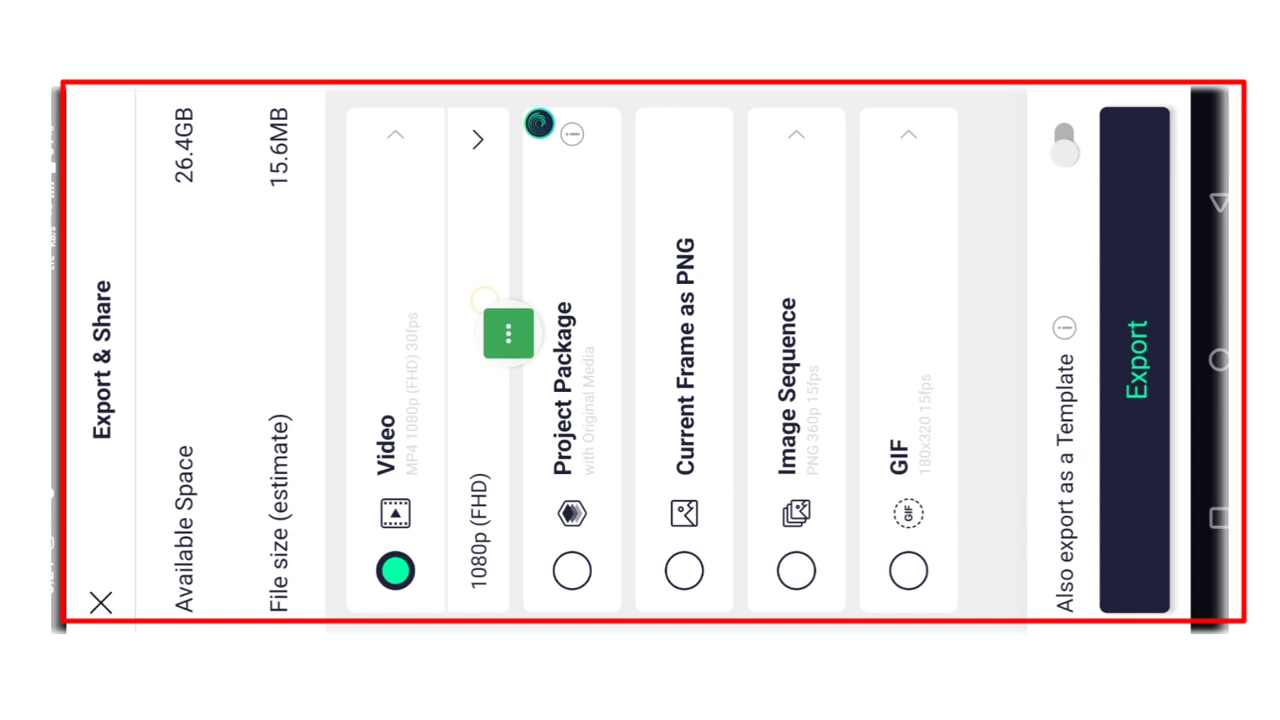 Export & Share
Available Space 26.4GB
File size (estimate) 15.6MB
Video
MP4 1080p (FHD) 30fps
1080p (FHD)
Project Package
with Original Media
Current Frame as PNG
Image Sequence
PNG 360p 15fps
GIF
GIF
180x320 15fps
Also export as a Template
Export